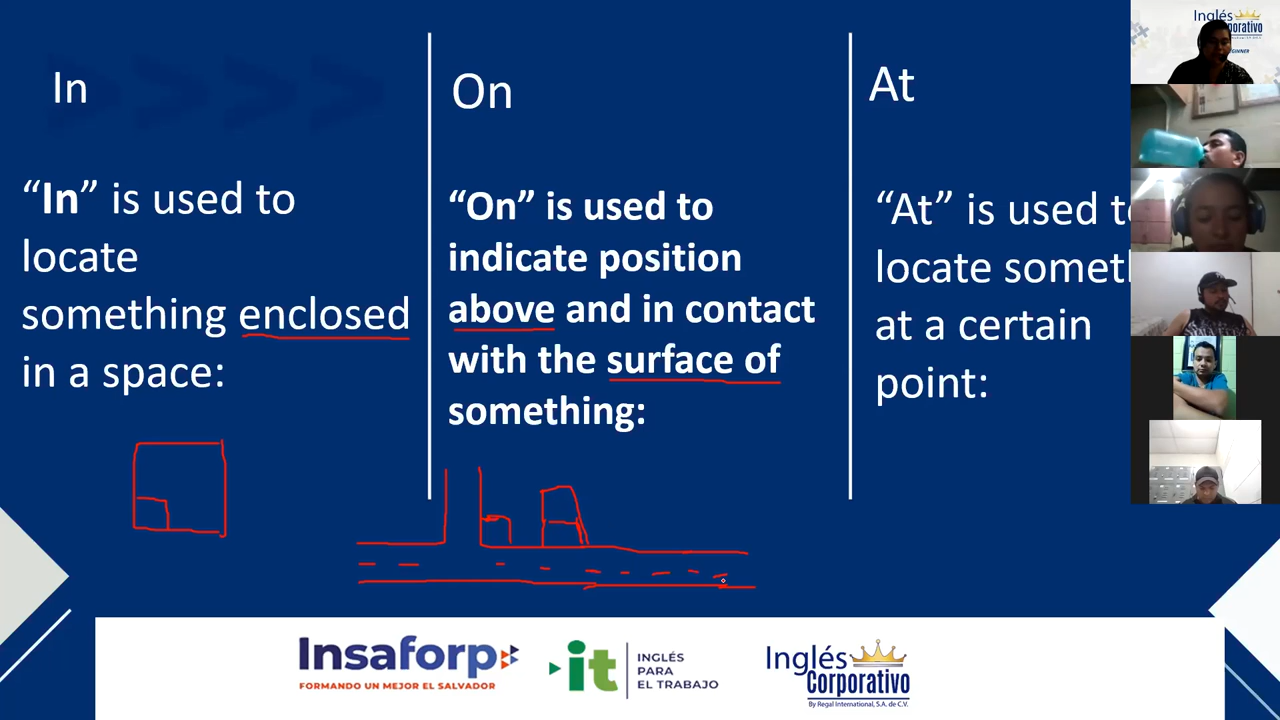 In
“In” is used to
locate
something enclosed
in a space:
On
“On” is used to
indicate position
above and in contact
with the surface of
something:
At
“At” is used
locate
at a certain
point:
Inglés
Corporativo
Insaforp
FORMANDO UN MEJOR EL SALVADOR
it
INGLÉS
PARA
EL TRABAJO
Inglés
Corporativo
By Regal International, S.A. de C.V.